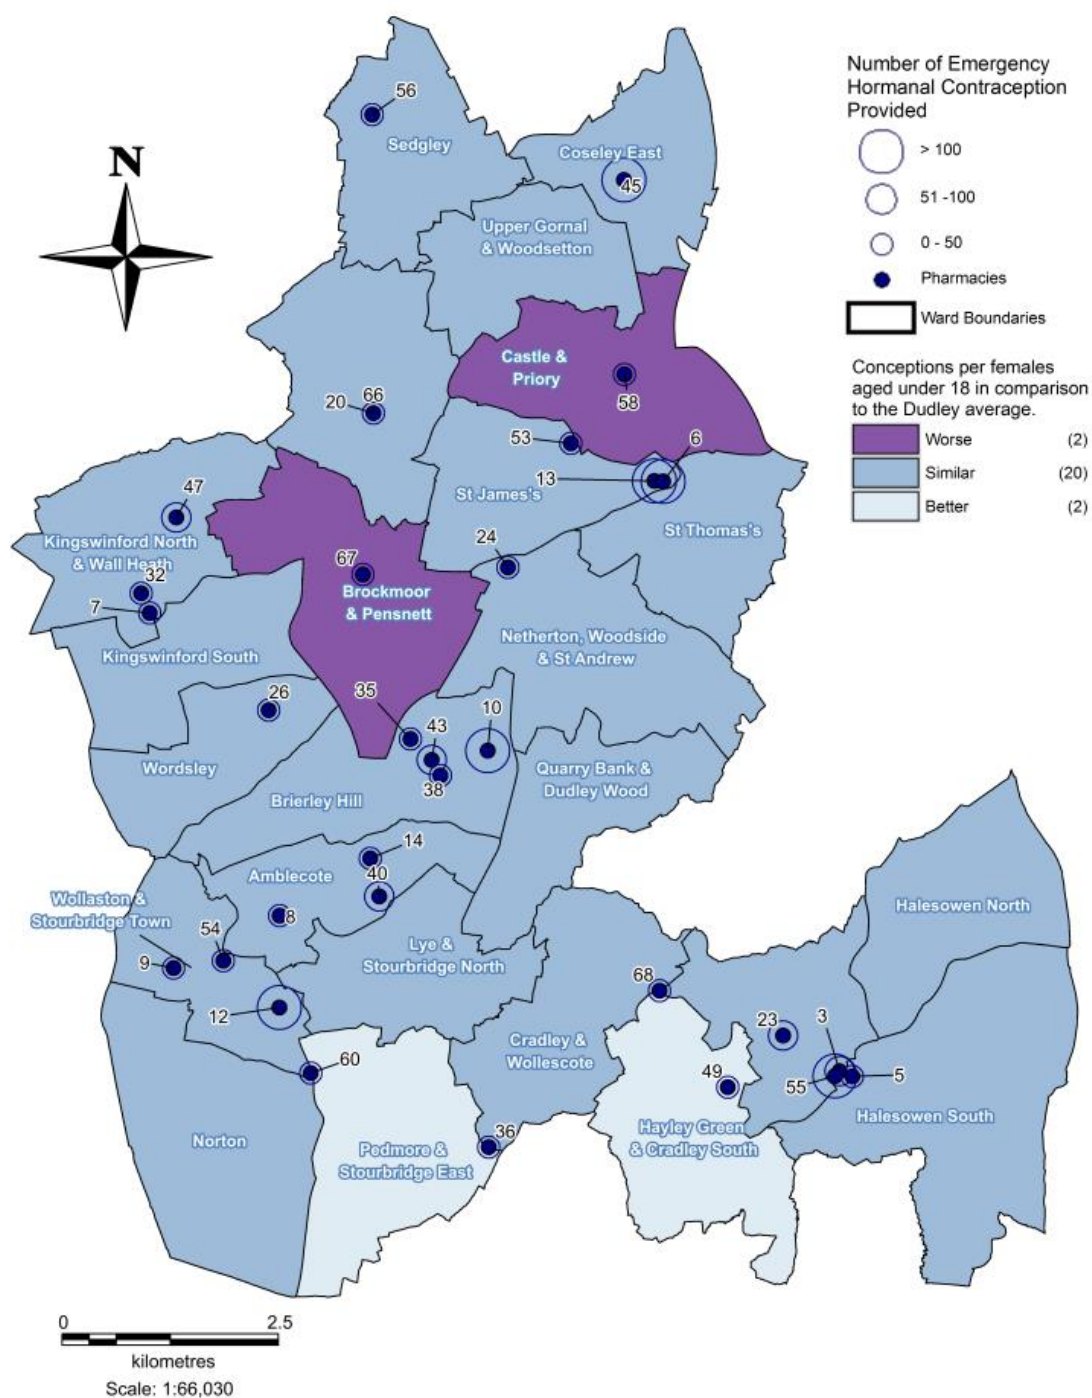 56
Sedgley
Coseley East
45
Upper Gornal
& Woodsetton
N
Number of Emergency
Hormanal Contraception
Provided
> 100
51 -100
0 - 50
Pharmacies
Ward Boundaries
Conceptions per females
aged under 18 in comparison
to the Dudley average.
Worse (2)
Similar (20)
Better (2)
Castle &
Priory
58
20
66
53
6
13
St James's
St Thomas's
47
Kingswinford North
& Wall Heath
32
7
24
67
Brockmoor
& Pensnett
Netherton, Woodside
& St Andrew
Kingswinford South
26
35
43
10
38
Wordsley
Brierley Hill
Quarry Bank &
Dudley Wood
14
40
Amblecote
8
Wollaston &
Stourbridge Town
54
9
12
Lye &
Stourbridge North
Halesowen North
68
Cradley &
Wollescote
23
3
55
5
60
49
Halesowen South
Norton
36
Pedmore &
Stourbridge East
Hayley Green
& Cradley South
0 2.5
kilometres
Scale: 1:66,030